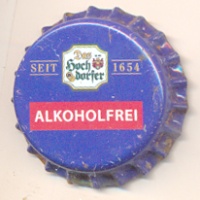 Das
Hoch
dorfer
SEIT 1654
ALKOHOLFREI